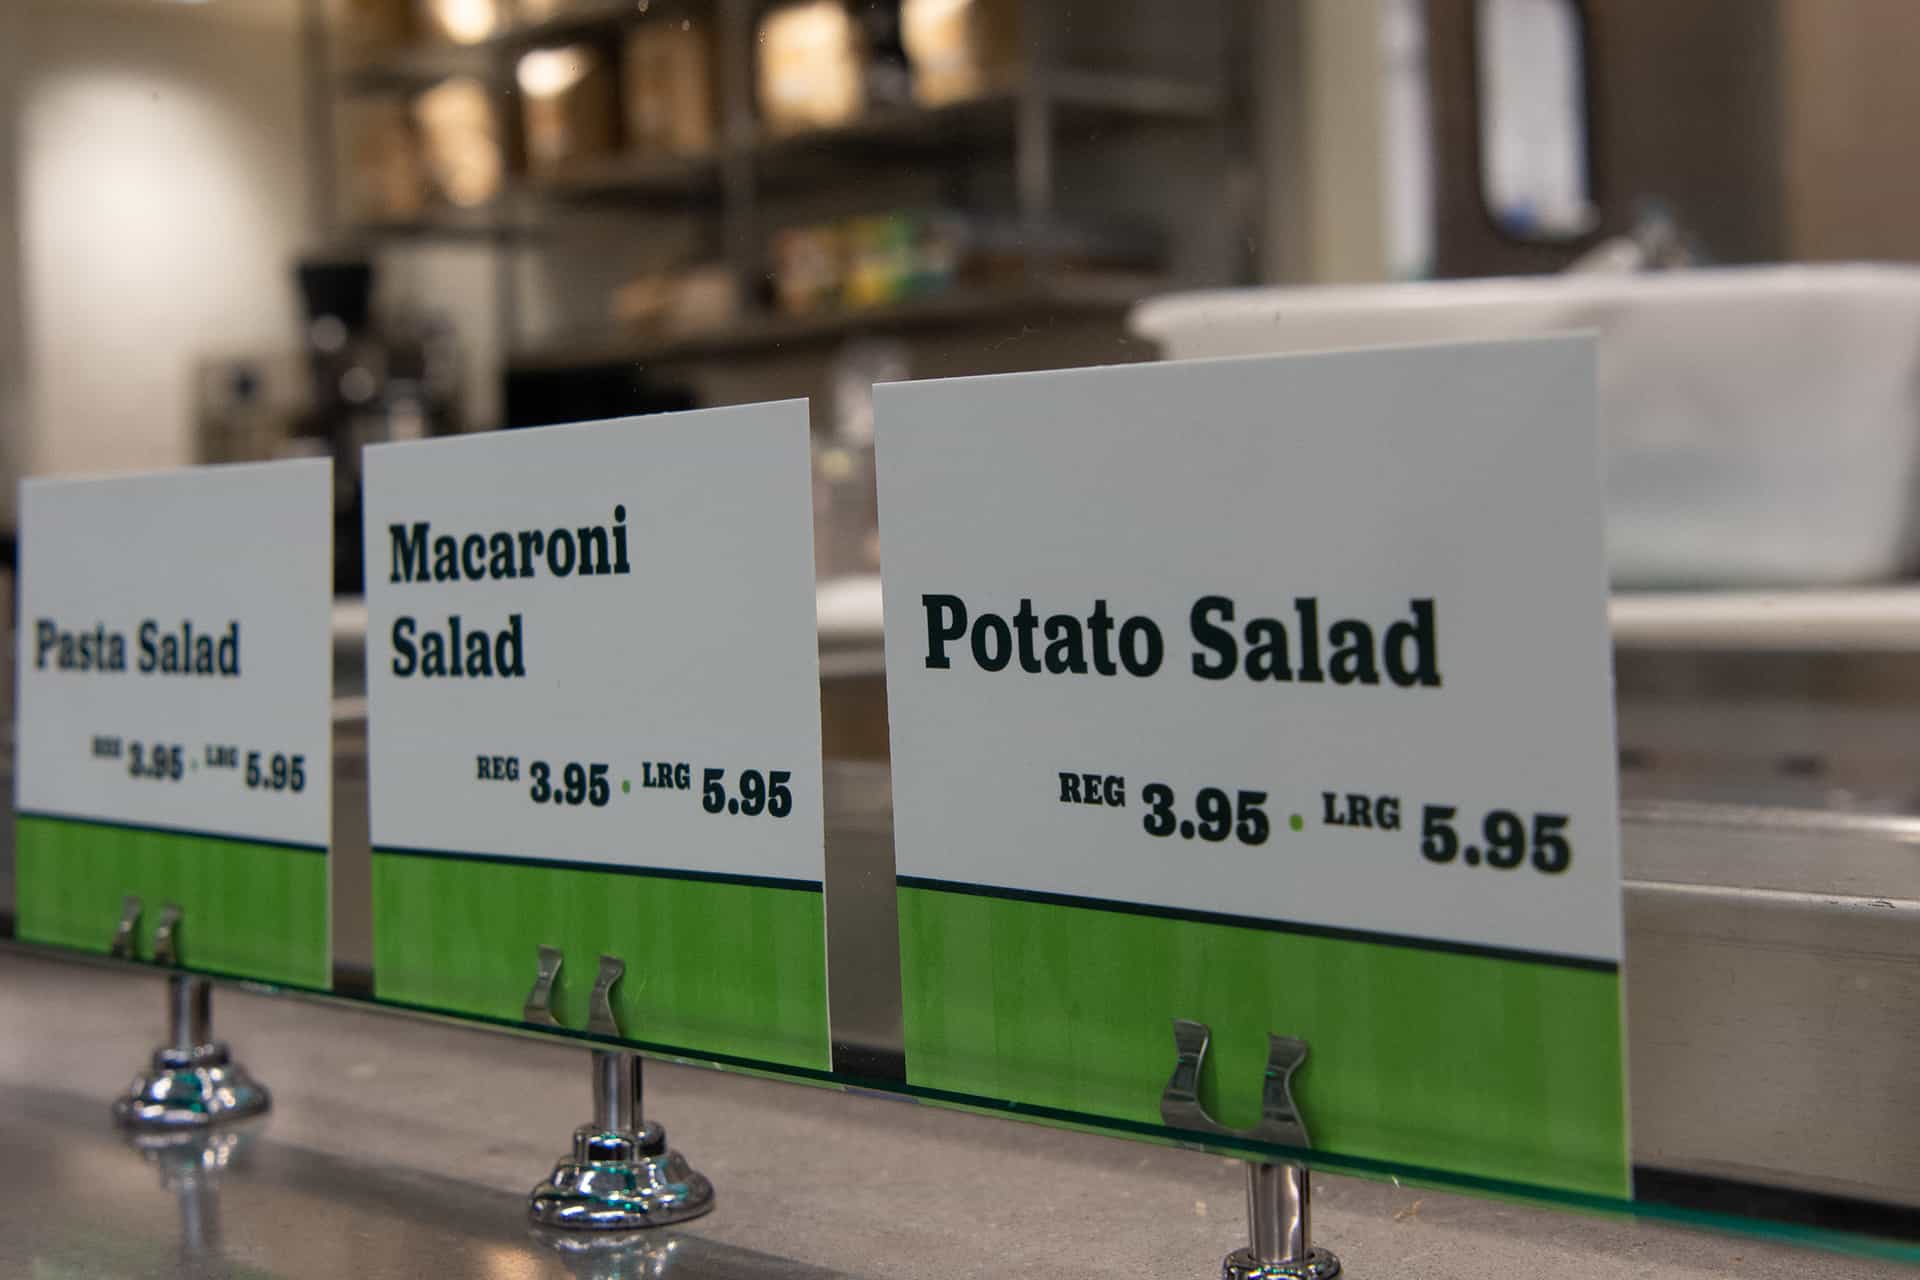 Pasta Salad
REG 3.95 · LRG 5.95
Macaroni
Salad
REG 3.95 · LRG 5.95
Potato Salad
REG 3.95 · LRG 5.95